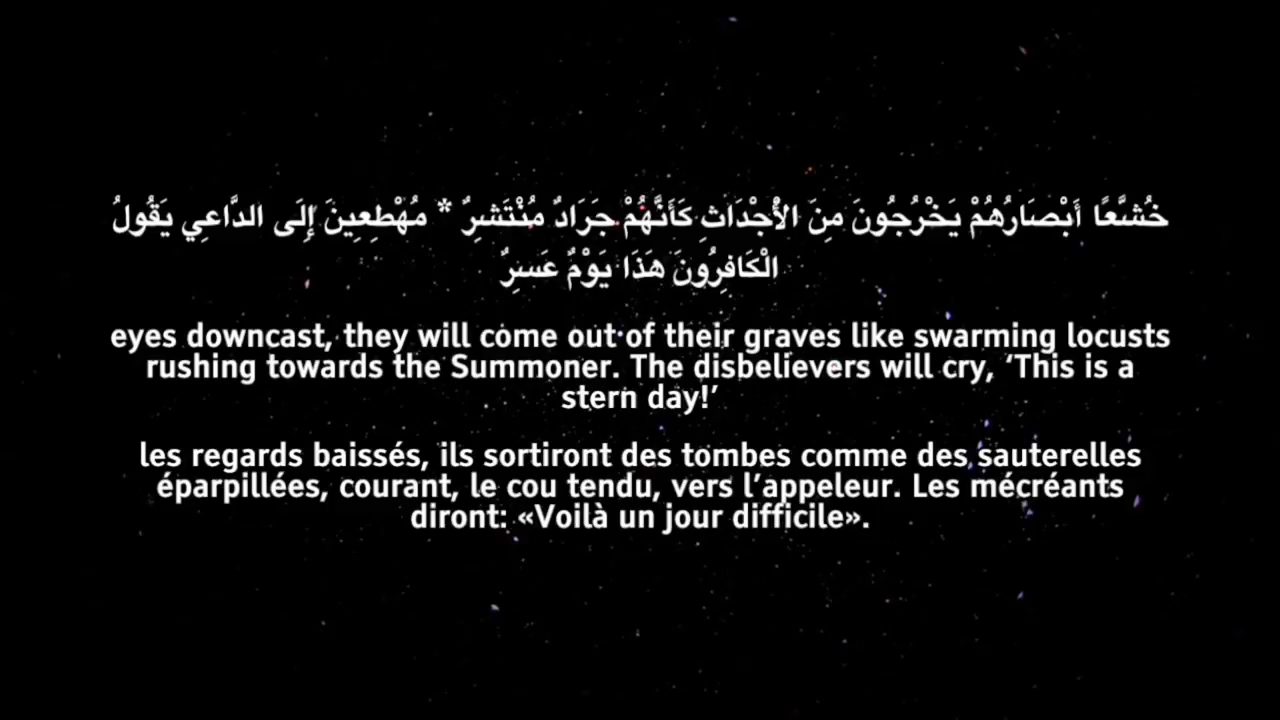 خُشَّعًا أَبْصَارُهُمْ يَخْرُجُونَ مِنَ الأَجْدَاثِ كَأَنَّهُمْ جَرَادٌ مُنْتَشِرٌ * مُهْطِعِينَ إِلَى الدَّاعِي يَقُولُ
الْكَافِرُونَ هَذَا يَوْمٌ عَسِرٌ
eyes downcast, they will come out of their graves like swarming locusts
rushing towards the Summoner. The disbelievers will cry, ‘This is a
stern day!’
les regards baissés, ils sortiront des tombes comme des sauterelles
éparpillées, courant, le cou tendu, vers l’appeleur. Les mécréants
diront: «Voilà un jour difficile».